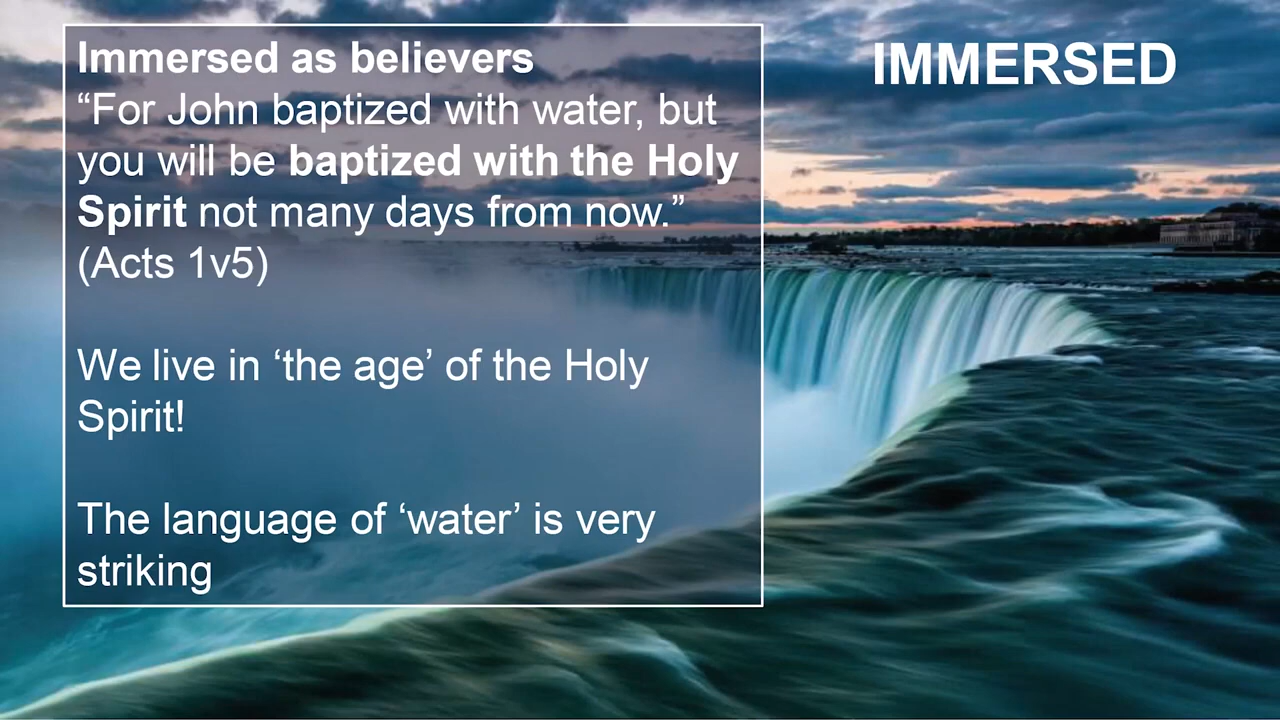 IMMERSED
Immersed as believers
“For John baptized with water, but
you will be baptized with the Holy
Spirit not many days from now.”
(Acts 1v5)
We live in ‘the age’ of the Holy
Spirit!
The language of ‘water’ is very
striking